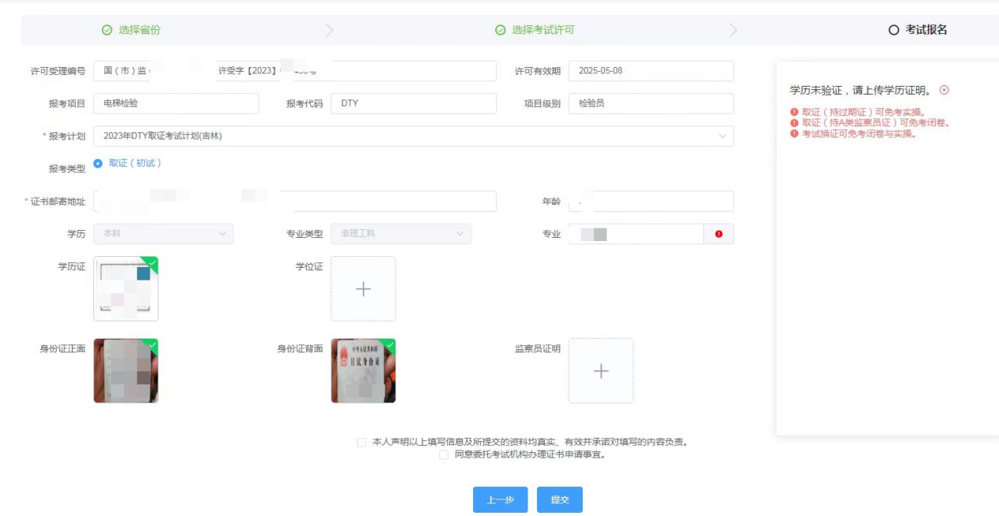 选择省份
选择考试许可
考试报名
许可受理编号 国(市)监 许受字【2023】
许可有效期 2025-05-08
报考项目 电梯检验
报考代码 DTY
项目级别 检验员
* 报考计划 2023年DTY取证考试计划(吉林)
报考类型 取证(初试)
* 证书邮寄地址
年龄
学历 本科
专业类型 非理工科
专业
学历证
学位证
身份证正面
身份证背面
中华人民共和国
居民身份证
监察员证明
学历未验证,请上传学历证明。
取证(持过期证)可免考实操。
取证(持A类监察员证)可免考闭卷。
考试换证可免考闭卷与实操。
本人声明以上填写信息及所提交的资料均真实、有效并承诺对填写的内容负责。
同意委托考试机构办理证书申请事宜。
上一步
提交